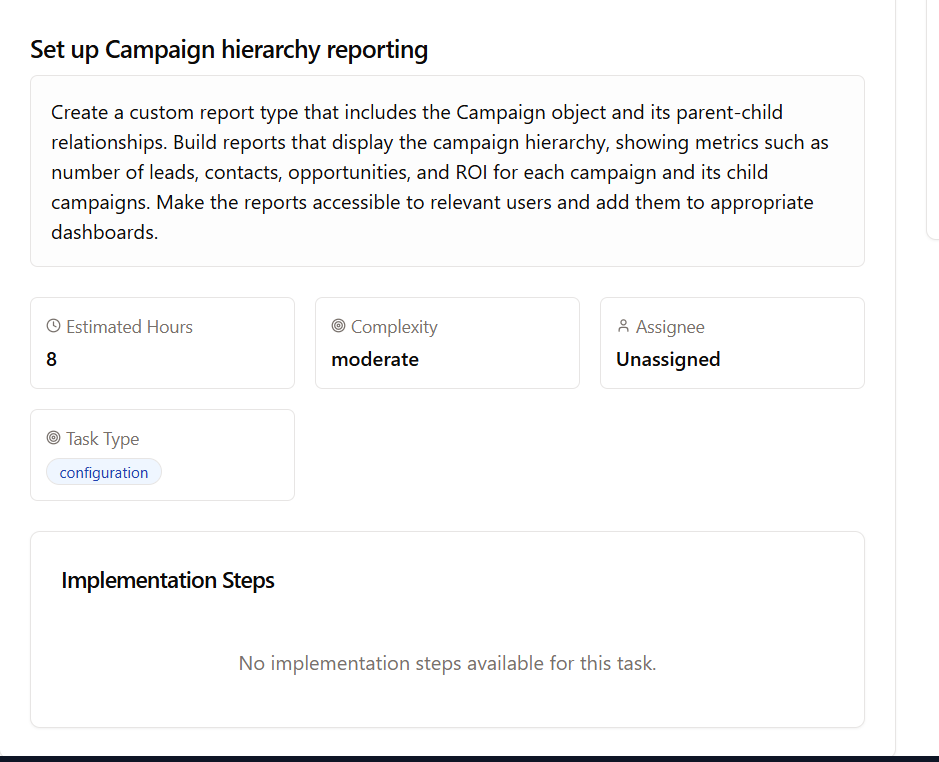 Set up Campaign hierarchy reporting
Create a custom report type that includes the Campaign object and its parent-child
relationships. Build reports that display the campaign hierarchy, showing metrics such as
number of leads, contacts, opportunities, and ROI for each campaign and its child
campaigns. Make the reports accessible to relevant users and add them to appropriate
dashboards.
Estimated Hours
8
Complexity
moderate
Assignee
Unassigned
Task Type
configuration
Implementation Steps
No implementation steps available for this task.